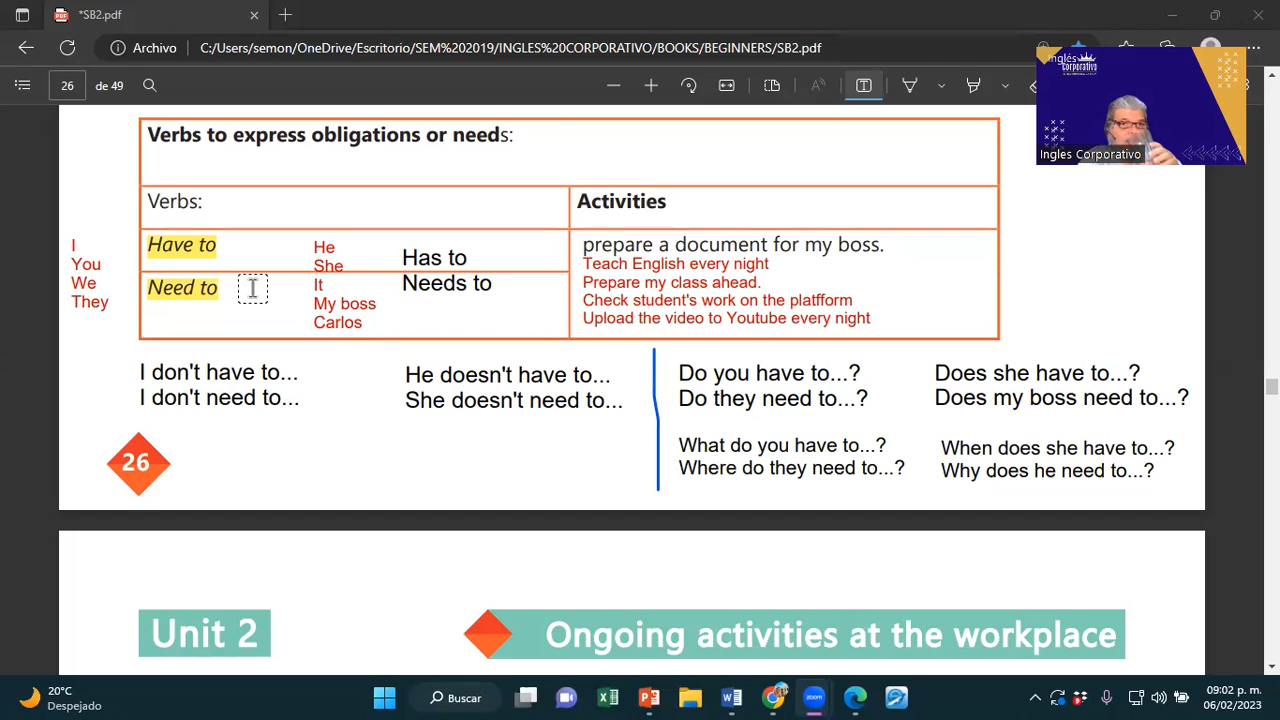 *SB2.pdf
Archivo
C:/Users/semon/OneDrive/Escritorio/SEM%202019/INGLES%20CORPORATIVO/BOOKS/BEGINNERS/SB2.pdf
26 de 49
Inglés
Corporativo
Ingles Corporativo
Verbs to express obligations or needs:
Verbs:
Activities
I
You
We
They
Have to
Need to
He
She
It
My boss
Carlos
Has to
Needs to
prepare a document for my boss.
Teach English every night
Prepare my class ahead.
Check student's work on the platfform
Upload the video to Youtube every night
I don't have to...
I don't need to...
He doesn't have to...
She doesn't need to...
Do you have to...?
Do they need to...?
Does she have to...?
Does my boss need to...?
What do you have to...?
Where do they need to...?
When does she have to...?
Why does he need to...?
26
Unit 2
Ongoing activities at the workplace
20°C
Despejado
Buscar
zoom
09:02 p. m.
06/02/2023